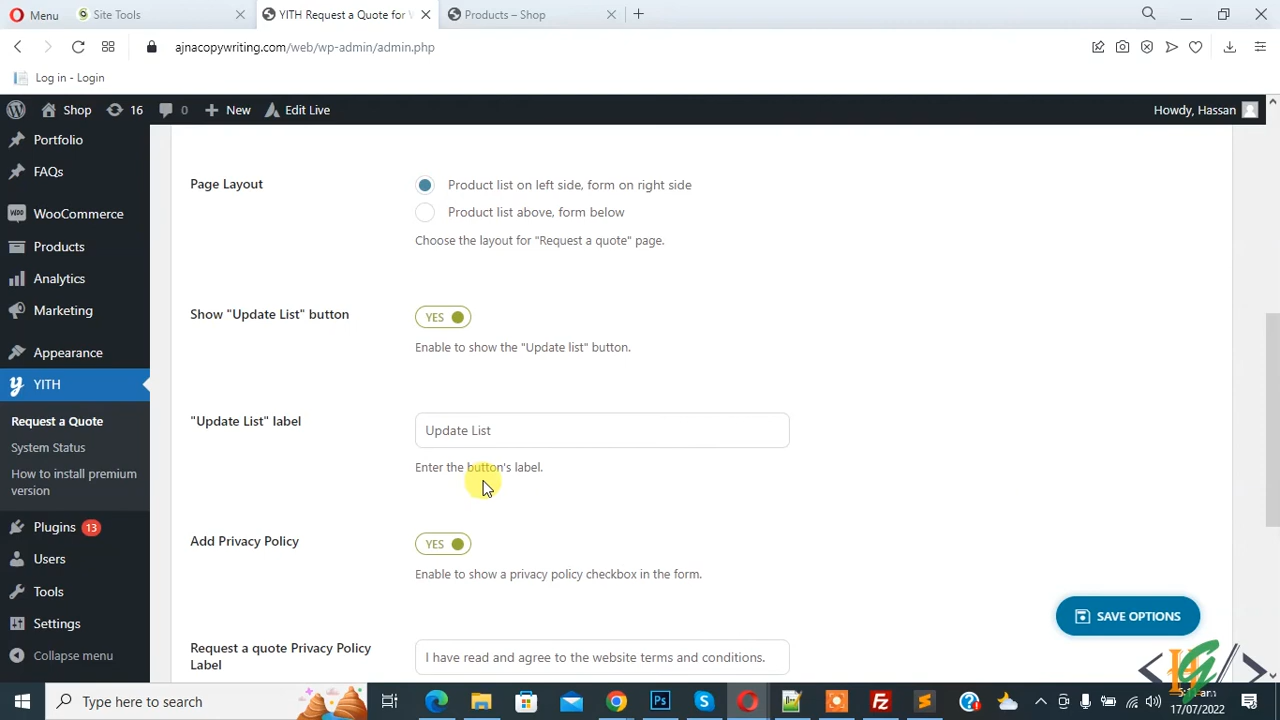 Menu
Site Tools
YITH Request a Quote for
Products – Shop
ajnacopywriting.com/web/wp-admin/admin.php
Log in - Login
Shop
16
0
New
Edit Live
Howdy, Hassan
Portfolio
FAQs
WooCommerce
Products
Analytics
Marketing
Appearance
YITH
Request a Quote
System Status
How to install premium
version
Plugins 13
Users
Tools
Settings
Collapse menu
Page Layout
Product list on left side, form on right side
Product list above, form below
Choose the layout for "Request a quote" page.
Show "Update List" button
YES
Enable to show the "Update list" button.
"Update List" label
Update List
Enter the button's label.
Add Privacy Policy
YES
Enable to show a privacy policy checkbox in the form.
SAVE OPTIONS
Request a quote Privacy Policy
Label
I have read and agree to the website terms and conditions.
Type here to search
17/07/2022